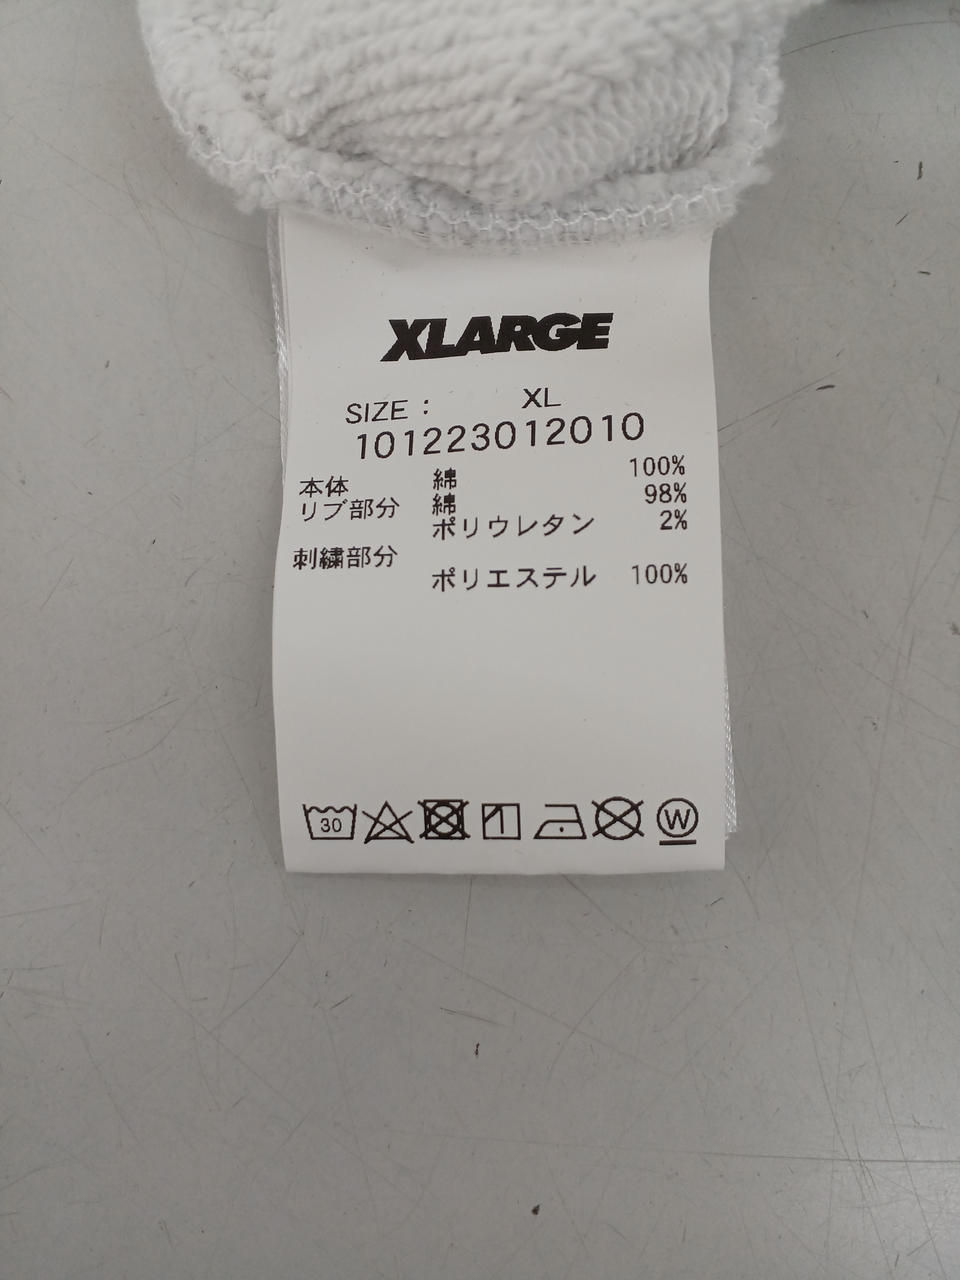 XLARGE
SIZE : XL
101223012010
本体 綿 100%
リブ部分 綿 98%
ポリウレタン 2%
刺繍部分
ポリエステル 100%
30 W